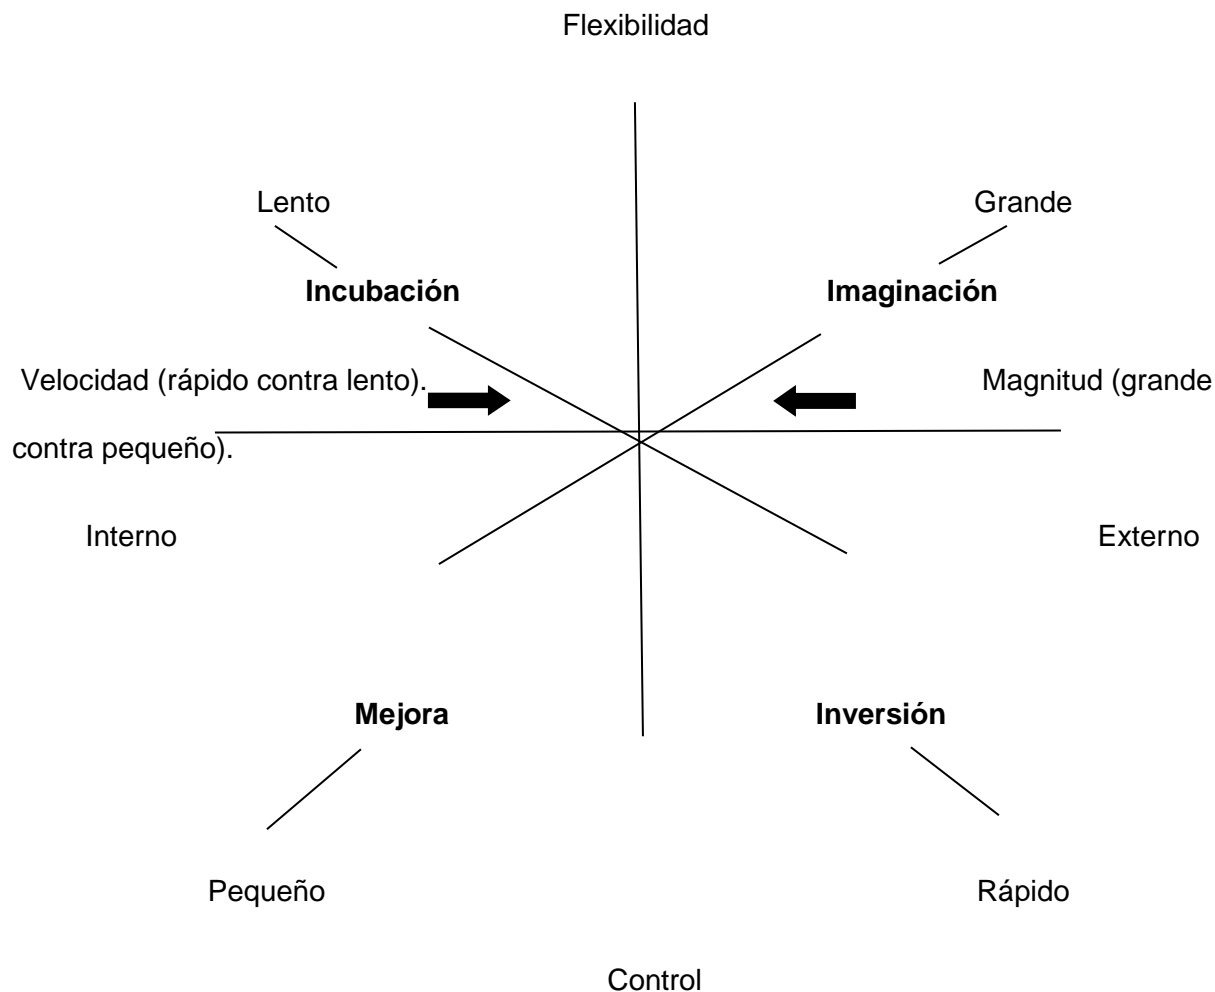 Flexibilidad
Lento
Grande
Incubación
Imaginación
Velocidad (rápido contra lento).
Magnitud (grande
contra pequeño).
Interno
Externo
Mejora
Inversión
Pequeño
Rápido
Control